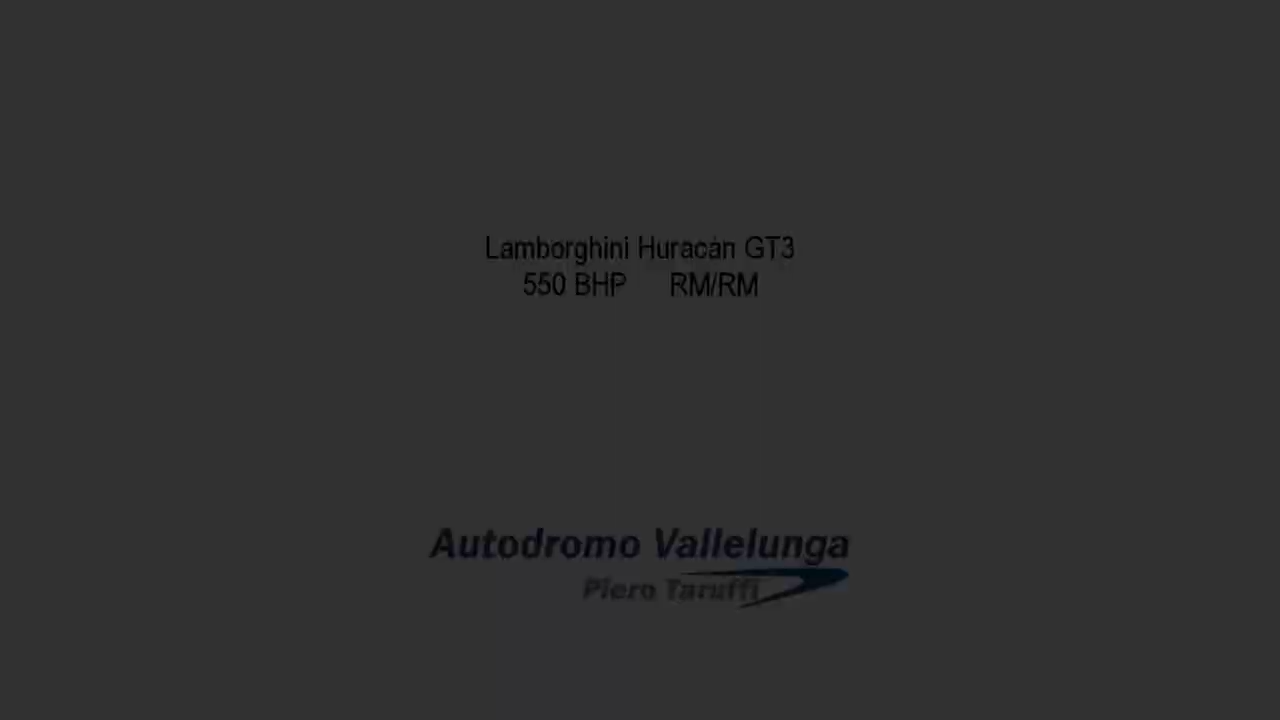 Lamborghini Huracán GT3
550 BHP RM/RM
Autodromo Vallelunga
Piero Taruffi